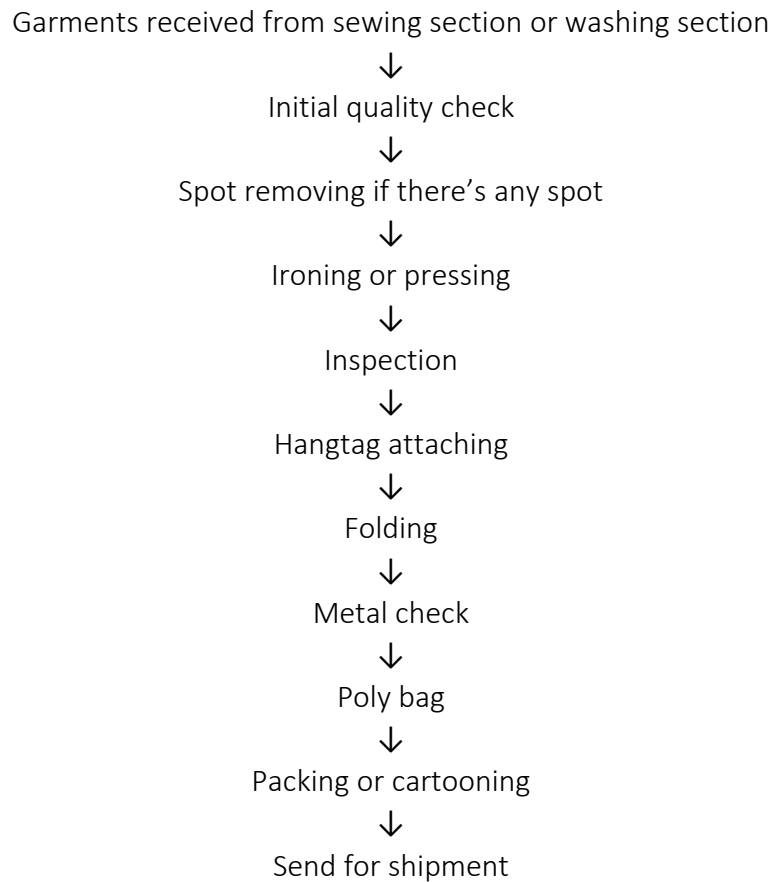 Garments received from sewing section or washing section
↓
Initial quality check
↓
Spot removing if there’s any spot
↓
Ironing or pressing
↓
Inspection
↓
Hangtag attaching
↓
Folding
↓
Metal check
↓
Poly bag
↓
Packing or cartooning
↓
Send for shipment